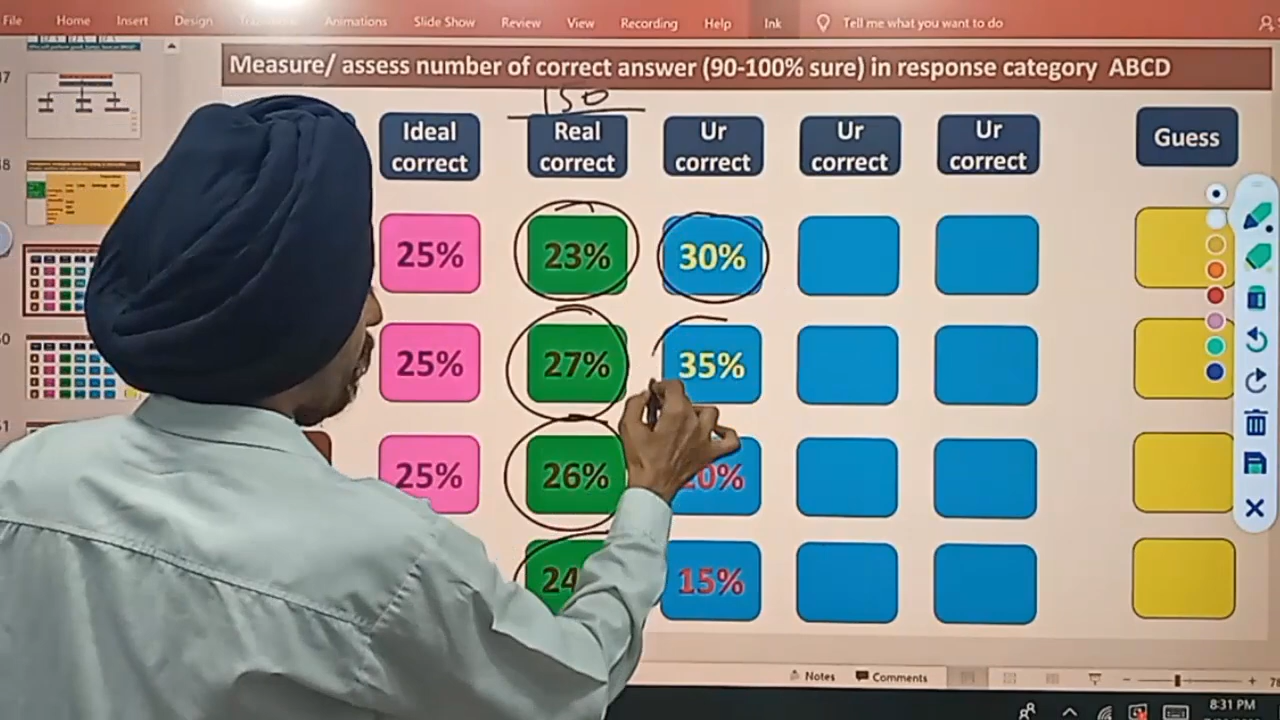 File Home Insert Design Transitions Animations Slide Show Review View Recording Help Ink Tell me what you want to do
Measure/ assess number of correct answer (90-100% sure) in response category ABCD
150
Ideal correct
Real correct
Ur correct
Ur correct
Ur correct
Guess
25% 23% 30%
25% 27% 35%
25% 26% 20%
24 15%
Notes Comments
8:31 PM